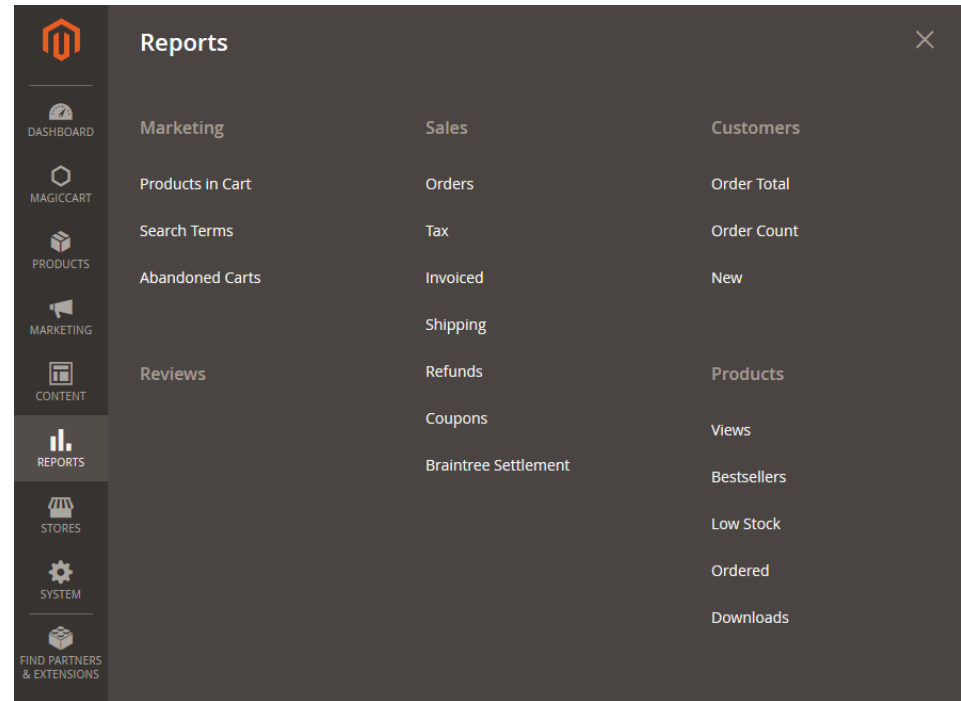 Reports
DASHBOARD
MAGICCART
PRODUCTS
MARKETING
CONTENT
REPORTS
STORES
SYSTEM
FIND PARTNERS
& EXTENSIONS
Marketing
Products in Cart
Search Terms
Abandoned Carts
Reviews
Sales
Orders
Tax
Invoiced
Shipping
Refunds
Coupons
Braintree Settlement
Customers
Order Total
Order Count
New
Products
Views
Bestsellers
Low Stock
Ordered
Downloads